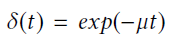 δ(t) = exp(−μt)